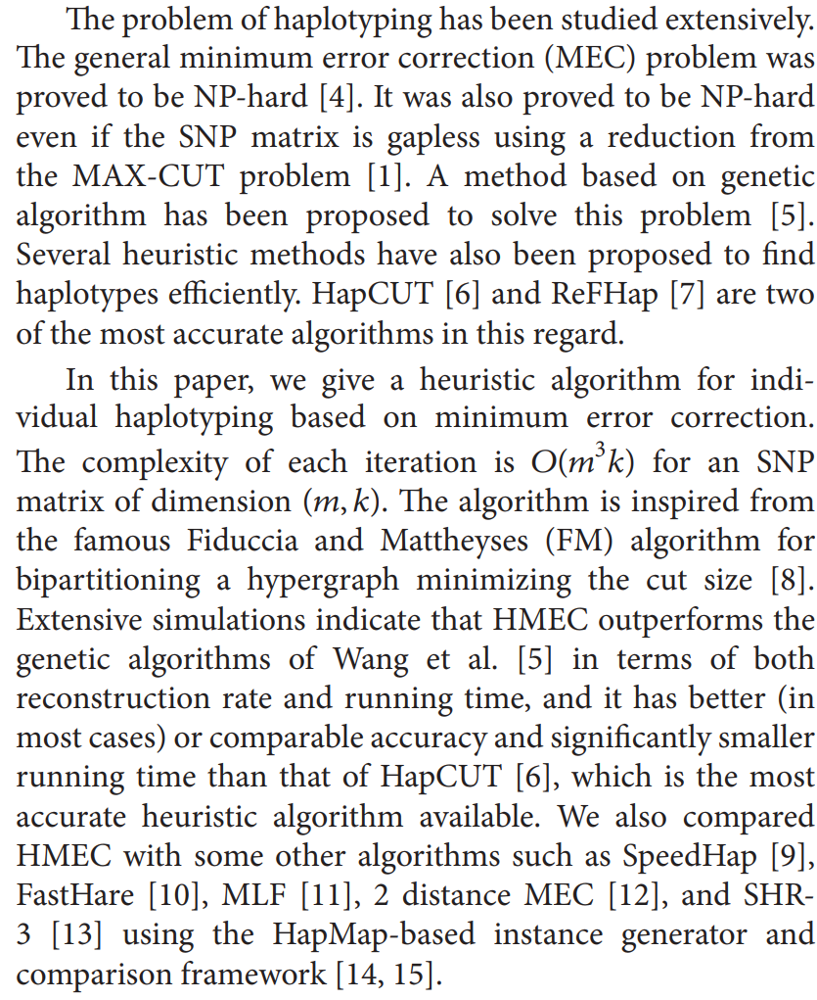 The problem of haplotyping has been studied extensively.
The general minimum error correction (MEC) problem was
proved to be NP-hard [4]. It was also proved to be NP-hard
even if the SNP matrix is gapless using a reduction from
the MAX-CUT problem [1]. A method based on genetic
algorithm has been proposed to solve this problem [5].
Several heuristic methods have also been proposed to find
haplotypes efficiently. HapCUT [6] and ReFHap [7] are two
of the most accurate algorithms in this regard.
In this paper, we give a heuristic algorithm for indi-
vidual haplotyping based on minimum error correction.
The complexity of each iteration is O(m³k) for an SNP
matrix of dimension (m, k). The algorithm is inspired from
the famous Fiduccia and Mattheyses (FM) algorithm for
bipartitioning a hypergraph minimizing the cut size [8].
Extensive simulations indicate that HMEC outperforms the
genetic algorithms of Wang et al. [5] in terms of both
reconstruction rate and running time, and it has better (in
most cases) or comparable accuracy and significantly smaller
running time than that of HapCUT [6], which is the most
accurate heuristic algorithm available. We also compared
HMEC with some other algorithms such as SpeedHap [9],
FastHare [10], MLF [11], 2 distance MEC [12], and SHR-
3 [13] using the HapMap-based instance generator and
comparison framework [14, 15].